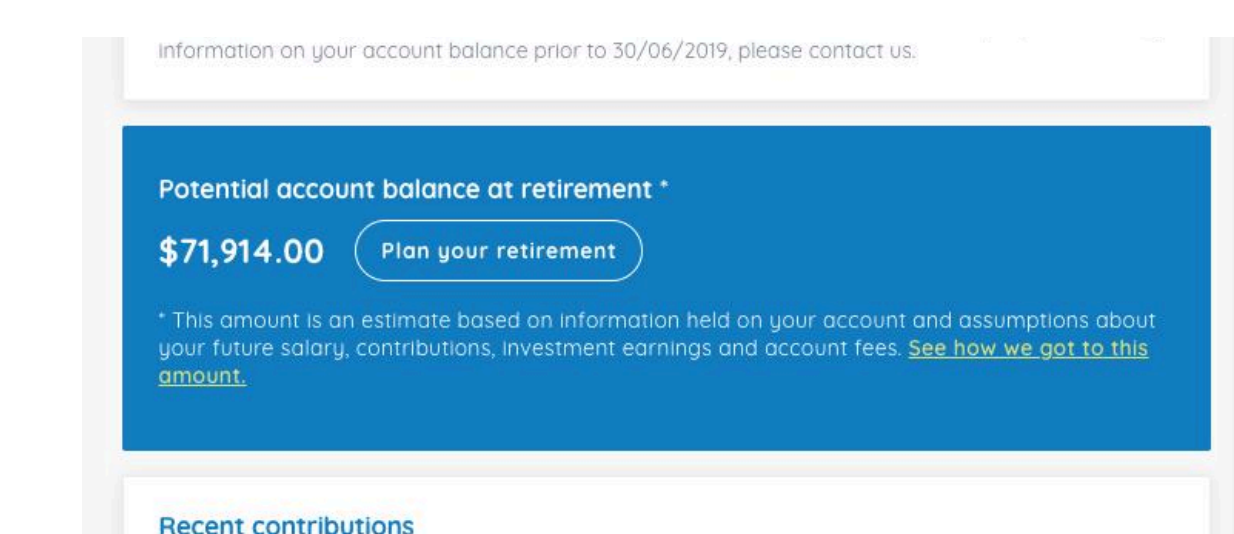 information on your account balance prior to 30/06/2019, please contact us.
Potential account balance at retirement *
$71,914.00 Plan your retirement
* This amount is an estimate based on information held on your account and assumptions about
your future salary, contributions, investment earnings and account fees. See how we got to this
amount.
Recent contributions